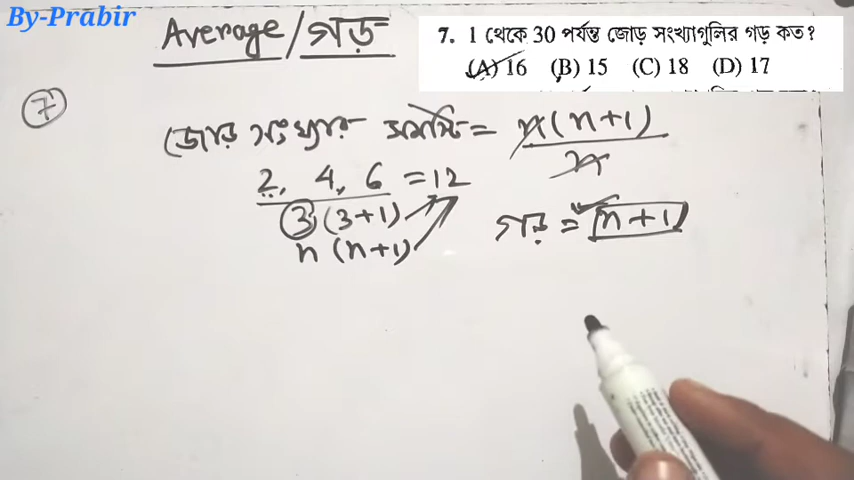 By-Prabir
Average/গড়
7. 1 থেকে 30 পর্যন্ত জোড় সংখ্যাগুলির গড় কত?
(A) 16 (B) 15 (C) 18 (D) 17
7
জোর সংখ্যার সমষ্টি = n(n+1)
n
2, 4, 6 = 12
3(3+1)
n(n+1)
গর = n+1